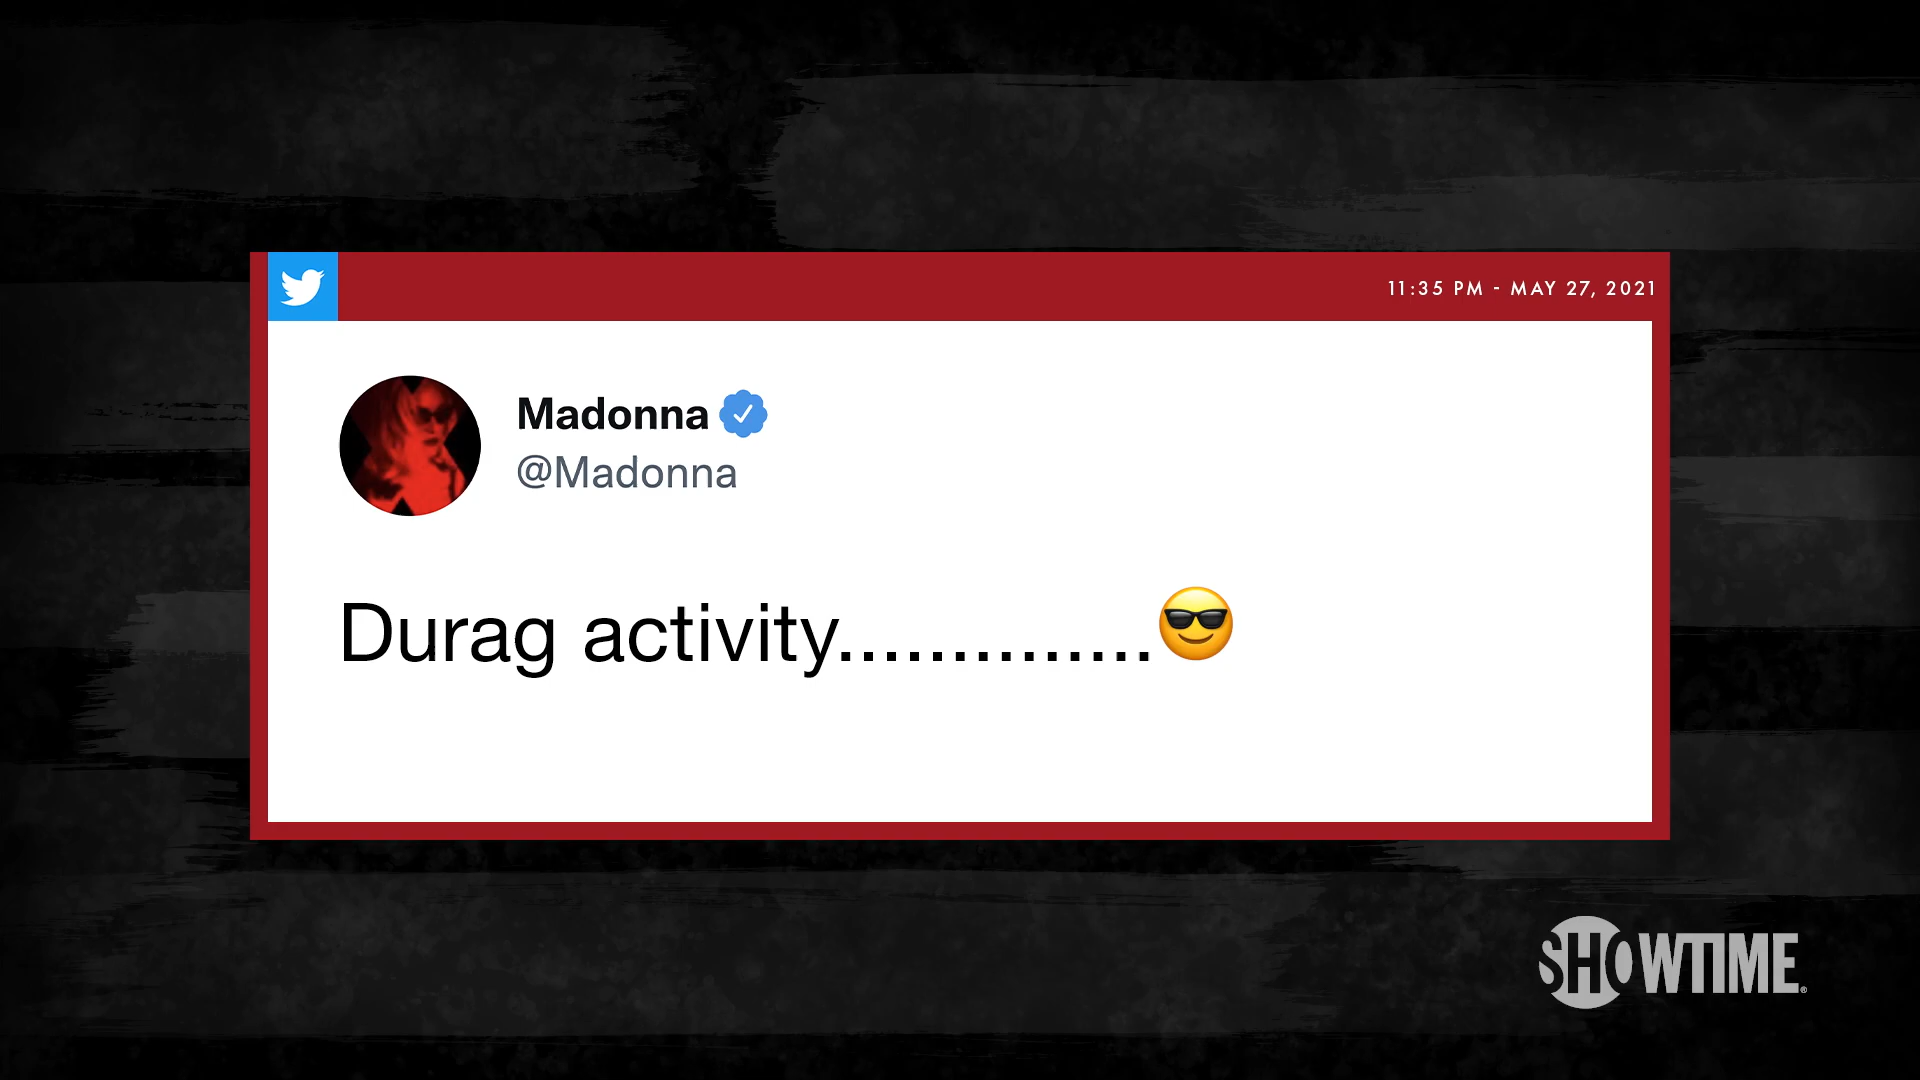 11:35 PM - MAY 27, 2021
Madonna
@Madonna
Durag activity..............😎
SHOWTIME®